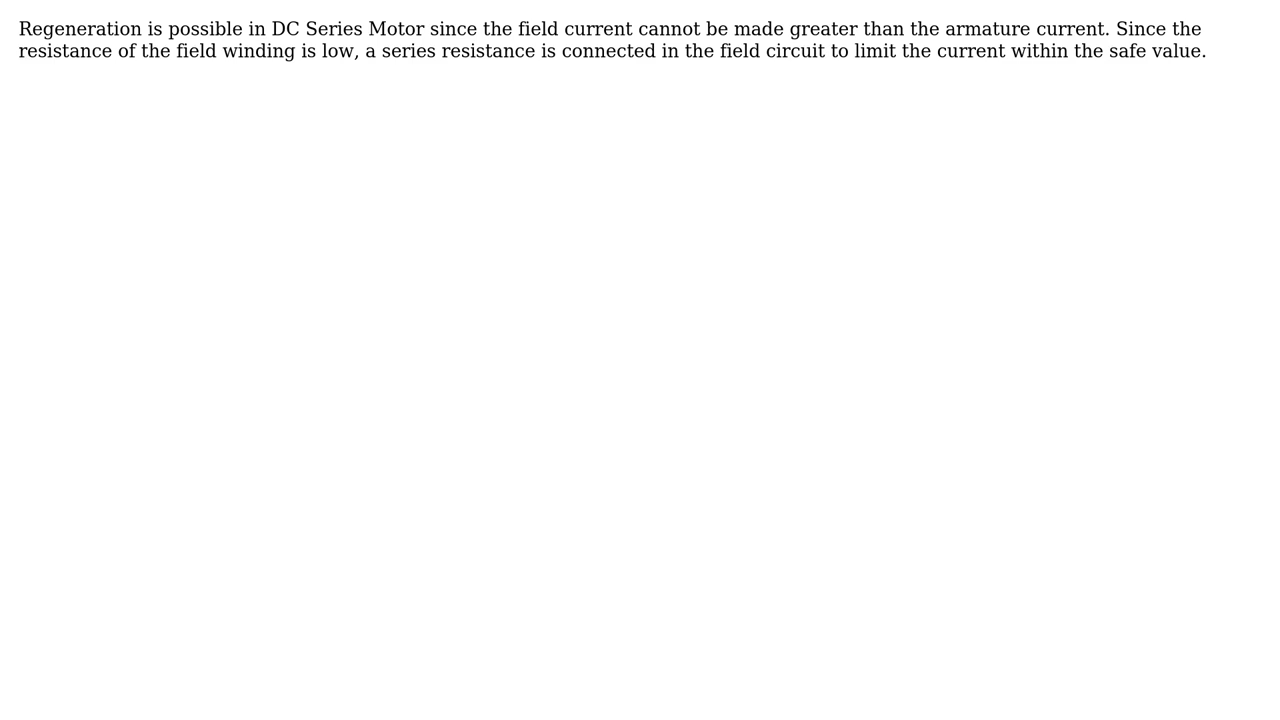 Regeneration is possible in DC Series Motor since the field current cannot be made greater than the armature current. Since the
resistance of the field winding is low, a series resistance is connected in the field circuit to limit the current within the safe value.